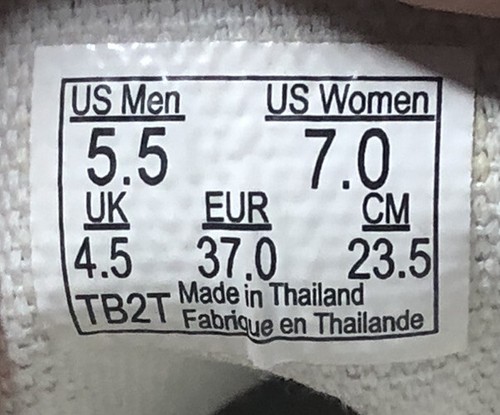 US Men US Women
5.5 7.0
UK EUR CM
4.5 37.0 23.5
TB2T Made in Thailand
Fabrique en Thailande